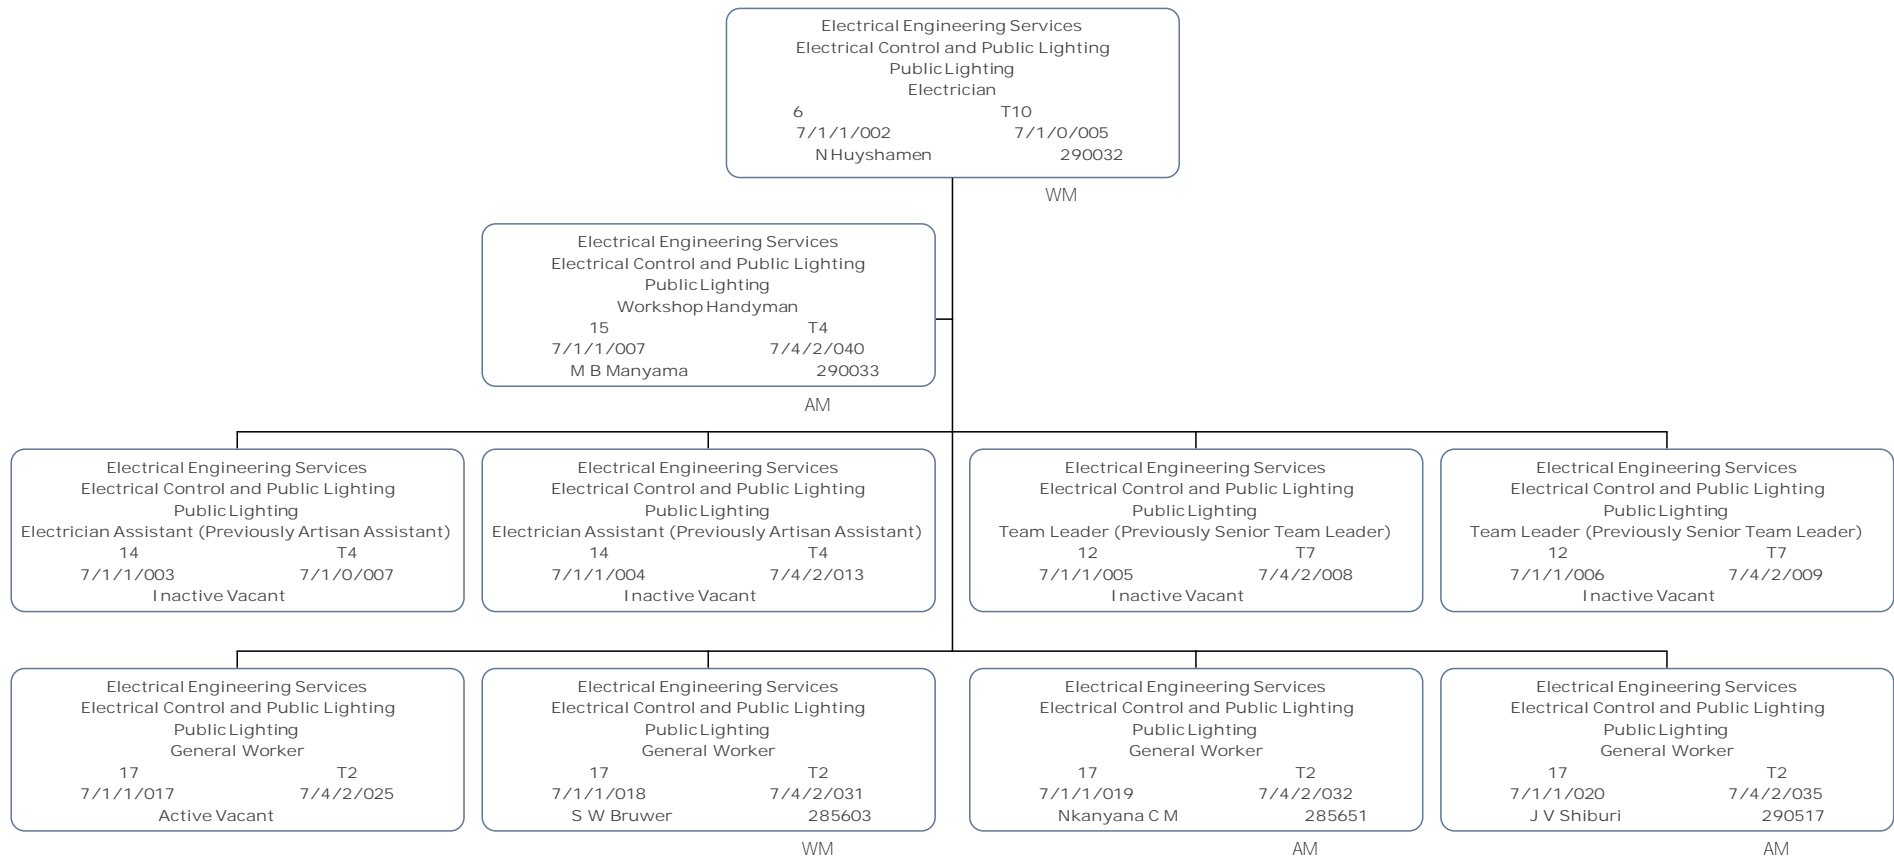 Electrical Engineering Services
Electrical Control and Public Lighting
Public Lighting
Electrician
6 T10
7/1/1/002 7/1/0/005
N Huyshamen 290032
WM
Electrical Engineering Services
Electrical Control and Public Lighting
Public Lighting
Workshop Handyman
15 T4
7/1/1/007 7/4/2/040
M B Manyama 290033
AM
Electrical Engineering Services
Electrical Control and Public Lighting
Public Lighting
Electrician Assistant (Previously Artisan Assistant)
14 T4
7/1/1/003 7/1/0/007
Inactive Vacant
Electrical Engineering Services
Electrical Control and Public Lighting
Public Lighting
Electrician Assistant (Previously Artisan Assistant)
14 T4
7/1/1/004 7/4/2/013
Inactive Vacant
Electrical Engineering Services
Electrical Control and Public Lighting
Public Lighting
Team Leader (Previously Senior Team Leader)
12 T7
7/1/1/005 7/4/2/008
Inactive Vacant
Electrical Engineering Services
Electrical Control and Public Lighting
Public Lighting
Team Leader (Previously Senior Team Leader)
12 T7
7/1/1/006 7/4/2/009
Inactive Vacant
Electrical Engineering Services
Electrical Control and Public Lighting
Public Lighting
General Worker
17 T2
7/1/1/017 7/4/2/025
Active Vacant
Electrical Engineering Services
Electrical Control and Public Lighting
Public Lighting
General Worker
17 T2
7/1/1/018 7/4/2/031
S W Bruwer 285603
WM
Electrical Engineering Services
Electrical Control and Public Lighting
Public Lighting
General Worker
17 T2
7/1/1/019 7/4/2/032
Nkanyana C M 285651
AM
Electrical Engineering Services
Electrical Control and Public Lighting
Public Lighting
General Worker
17 T2
7/1/1/020 7/4/2/035
J V Shiburi 290517
AM